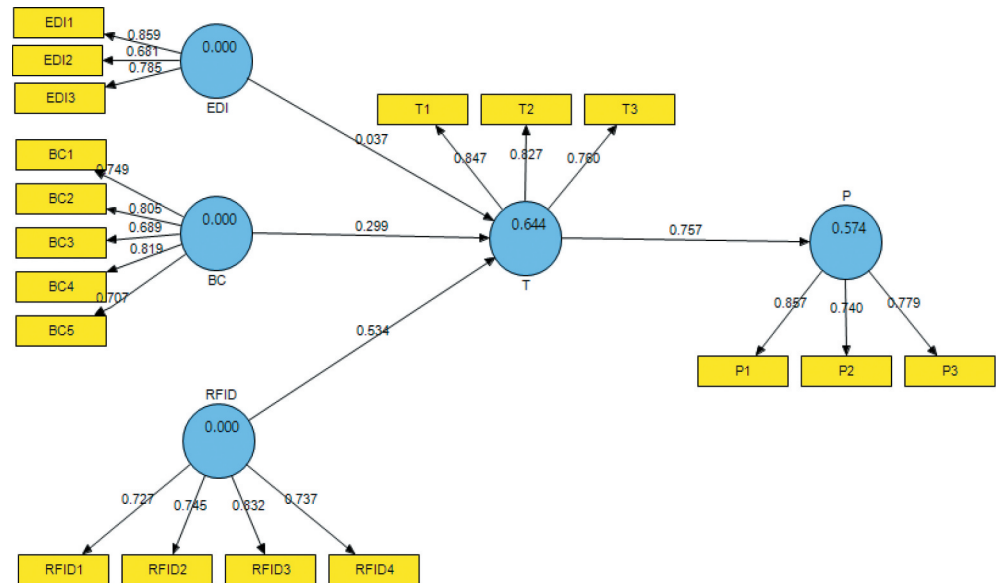 EDI1
0.859
EDI2
0.681
EDI3
0.785
0.000
EDI
0.037
T1
T2
T3
0.847
0.827
0.760
BC1
0.749
BC2
0.805
BC3
0.689
BC4
0.819
BC5
0.707
0.000
BC
0.299
0.644
T
0.757
P
0.574
0.857
0.740
0.779
P1
P2
P3
0.534
RFID
0.000
0.727
0.745
0.832
0.737
RFID1
RFID2
RFID3
RFID4